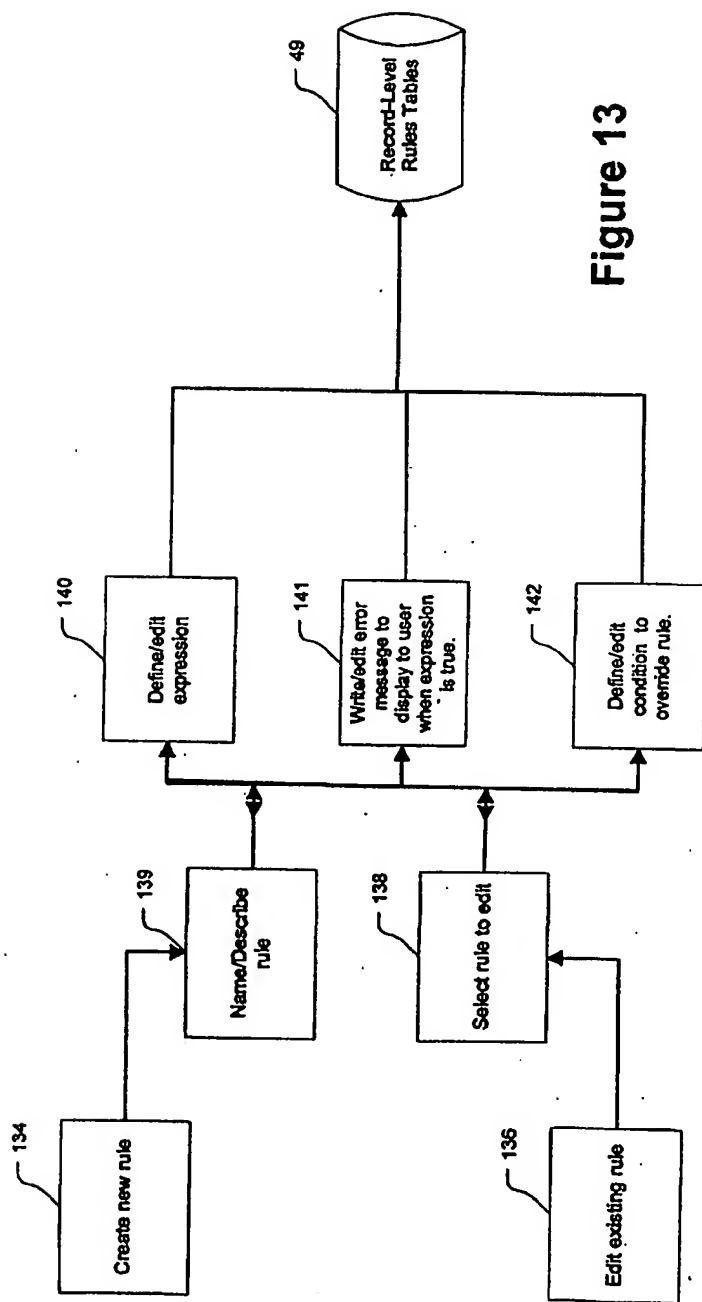 134
Create new rule
139
Name/Describe
rule
136
Edit existing rule
138
Select rule to edit
140
Define/edit
expression
141
Write/edit error
message to
display to user
when expression
is true.
142
Define/edit
condition to
override rule.
49
Record-Level
Rules Tables
Figure 13